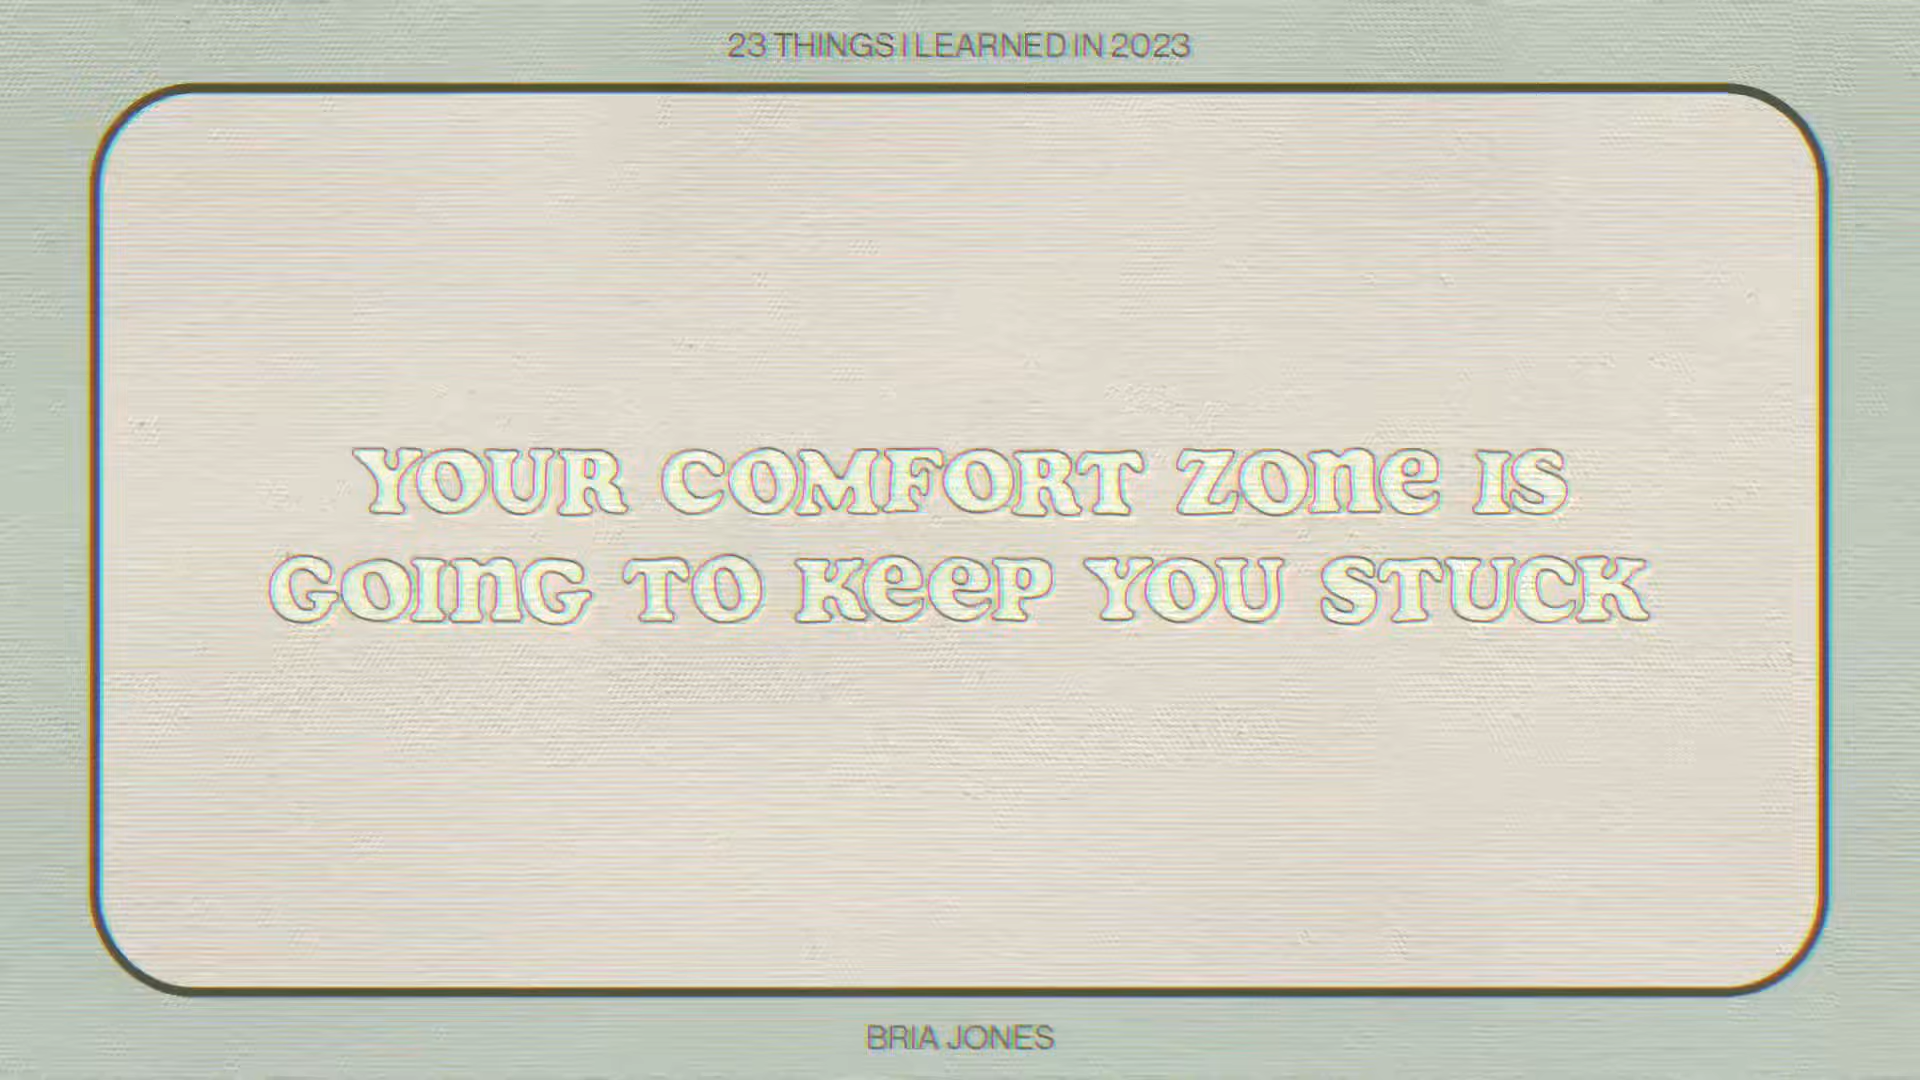 23 THINGS I LEARNED IN 2023
YOUR COMFORT ZONe IS
GOInG TO KeeP YOU STUCK
BRIA JONES